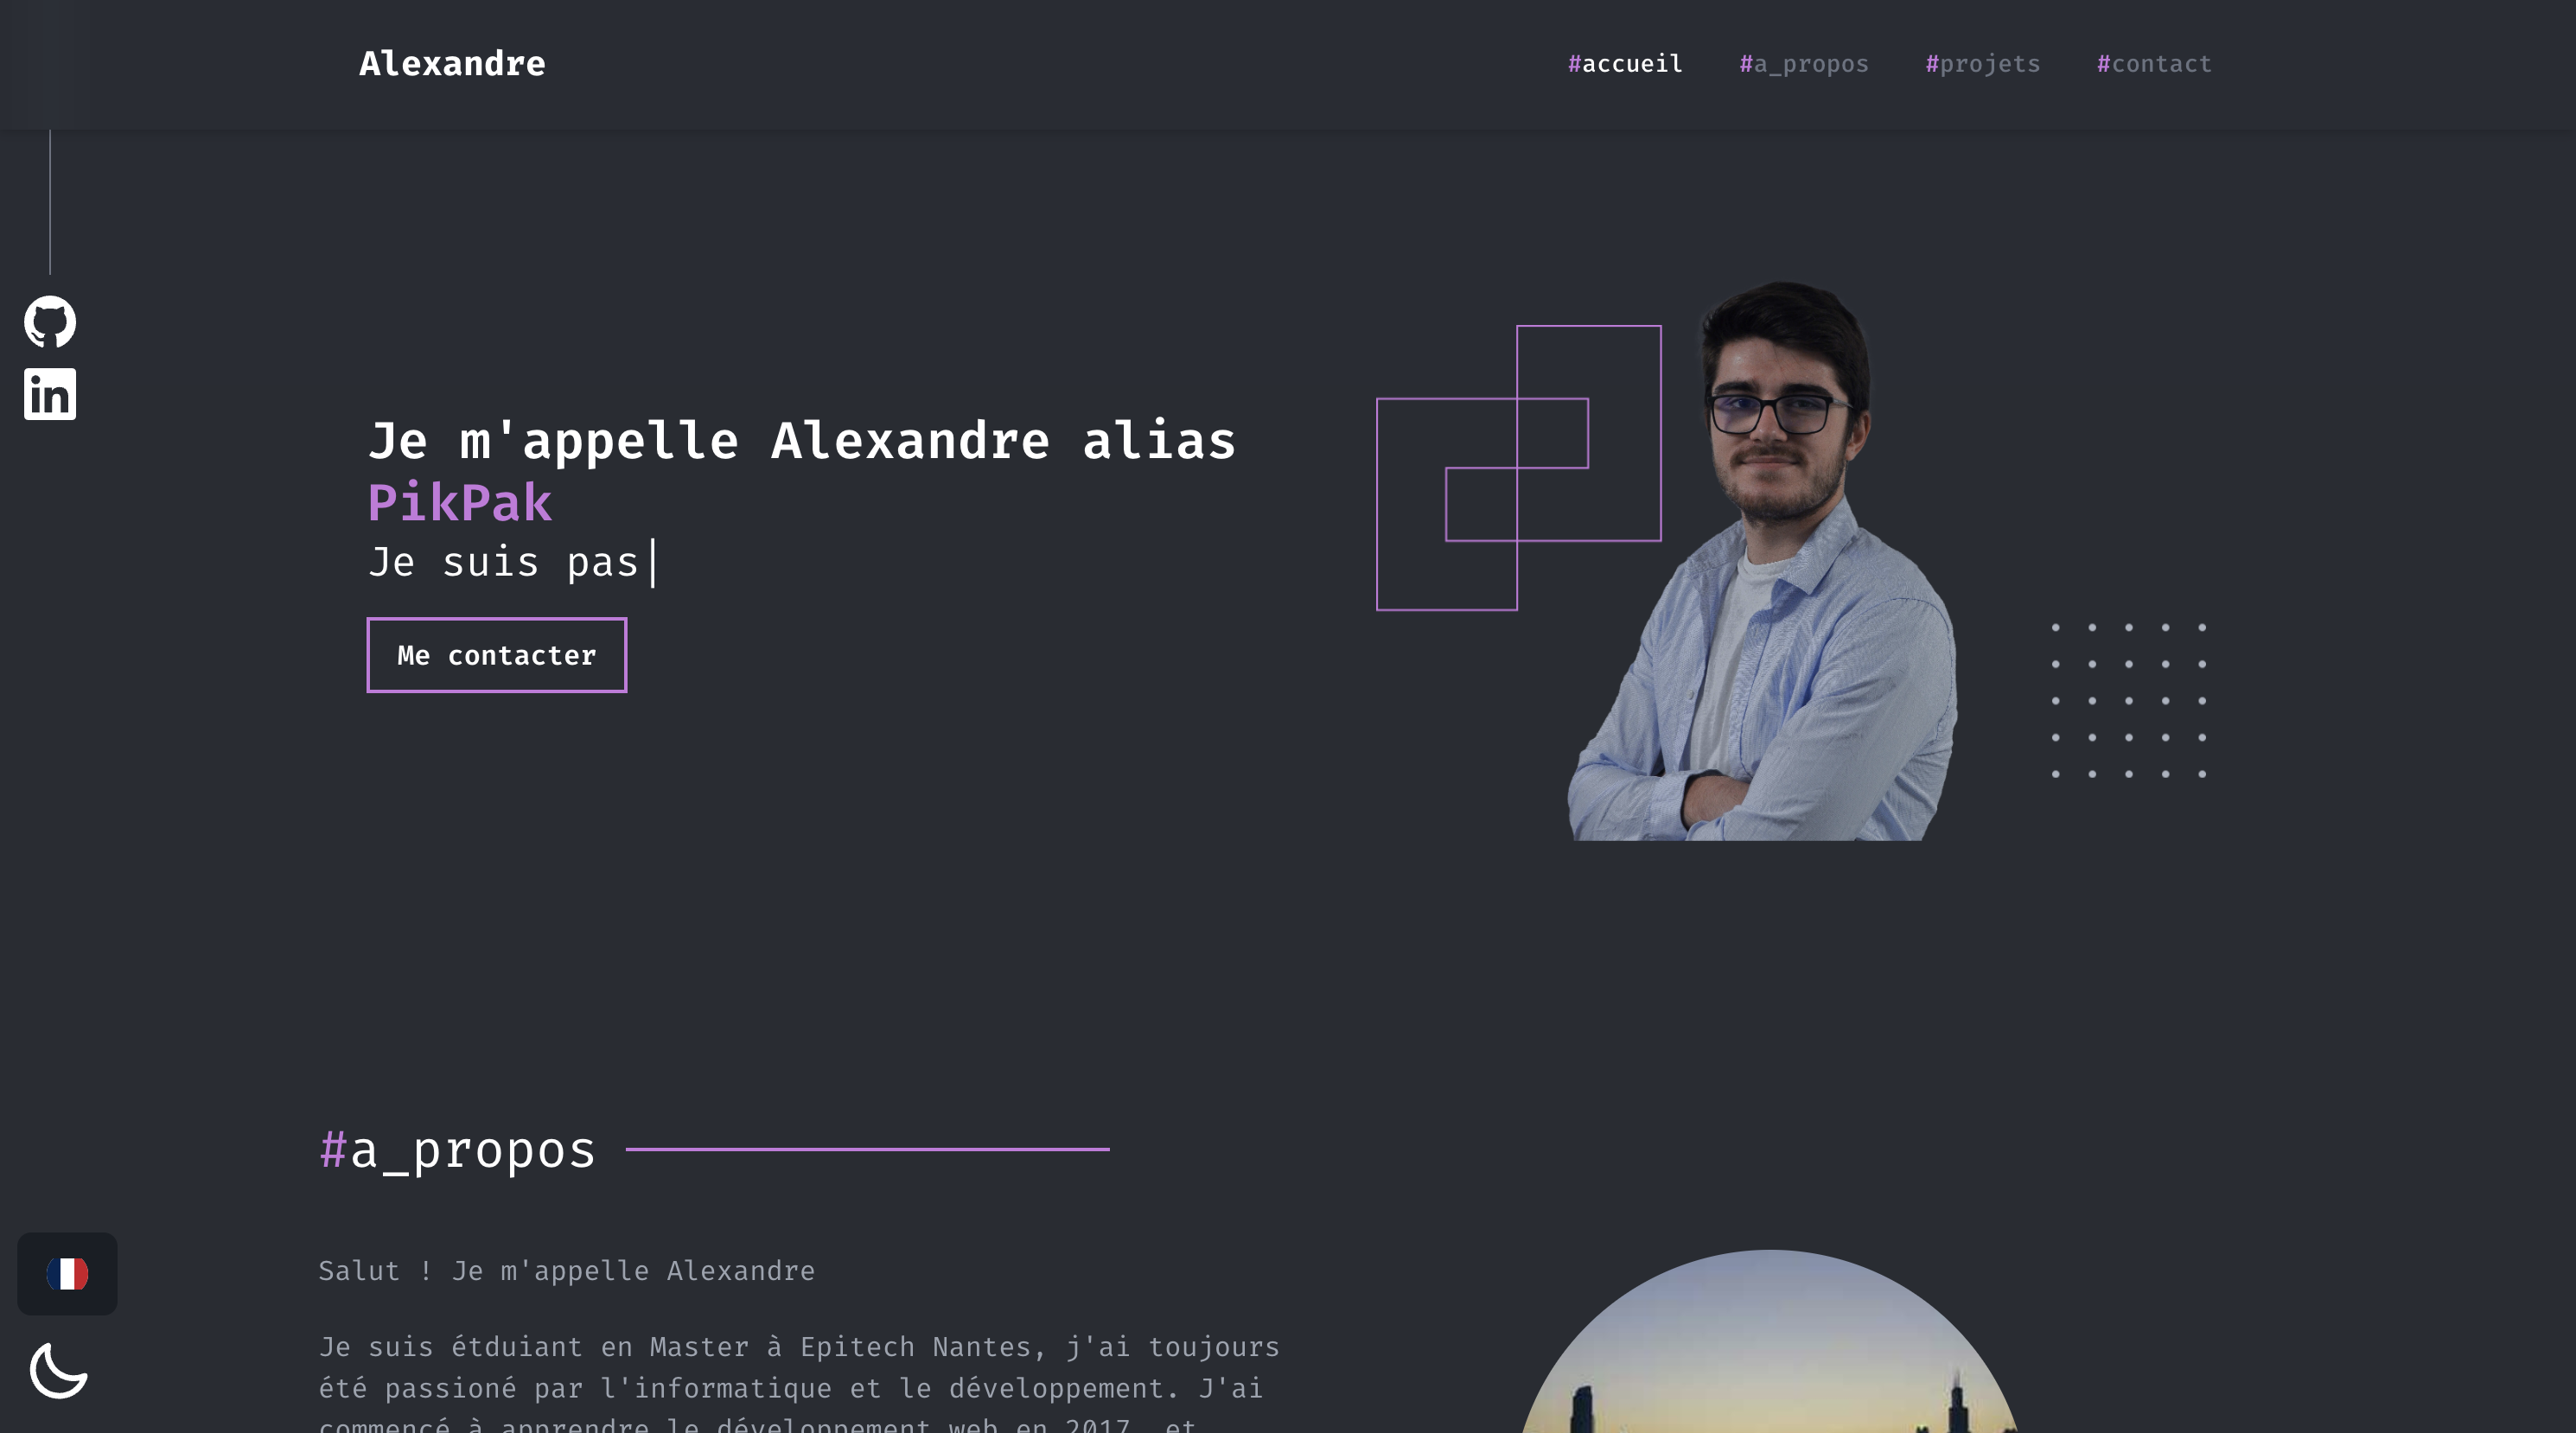 Alexandre
#accueil #a_propos #projets #contact
in
Je m'appelle Alexandre alias
PikPak
Je suis pas
Me contacter
#a_propos
Salut ! Je m'appelle Alexandre
Je suis étduiant en Master à Epitech Nantes, j'ai toujours
été passioné par l'informatique et le développement. J'ai
commencé à apprendre le développement web en 2017, et